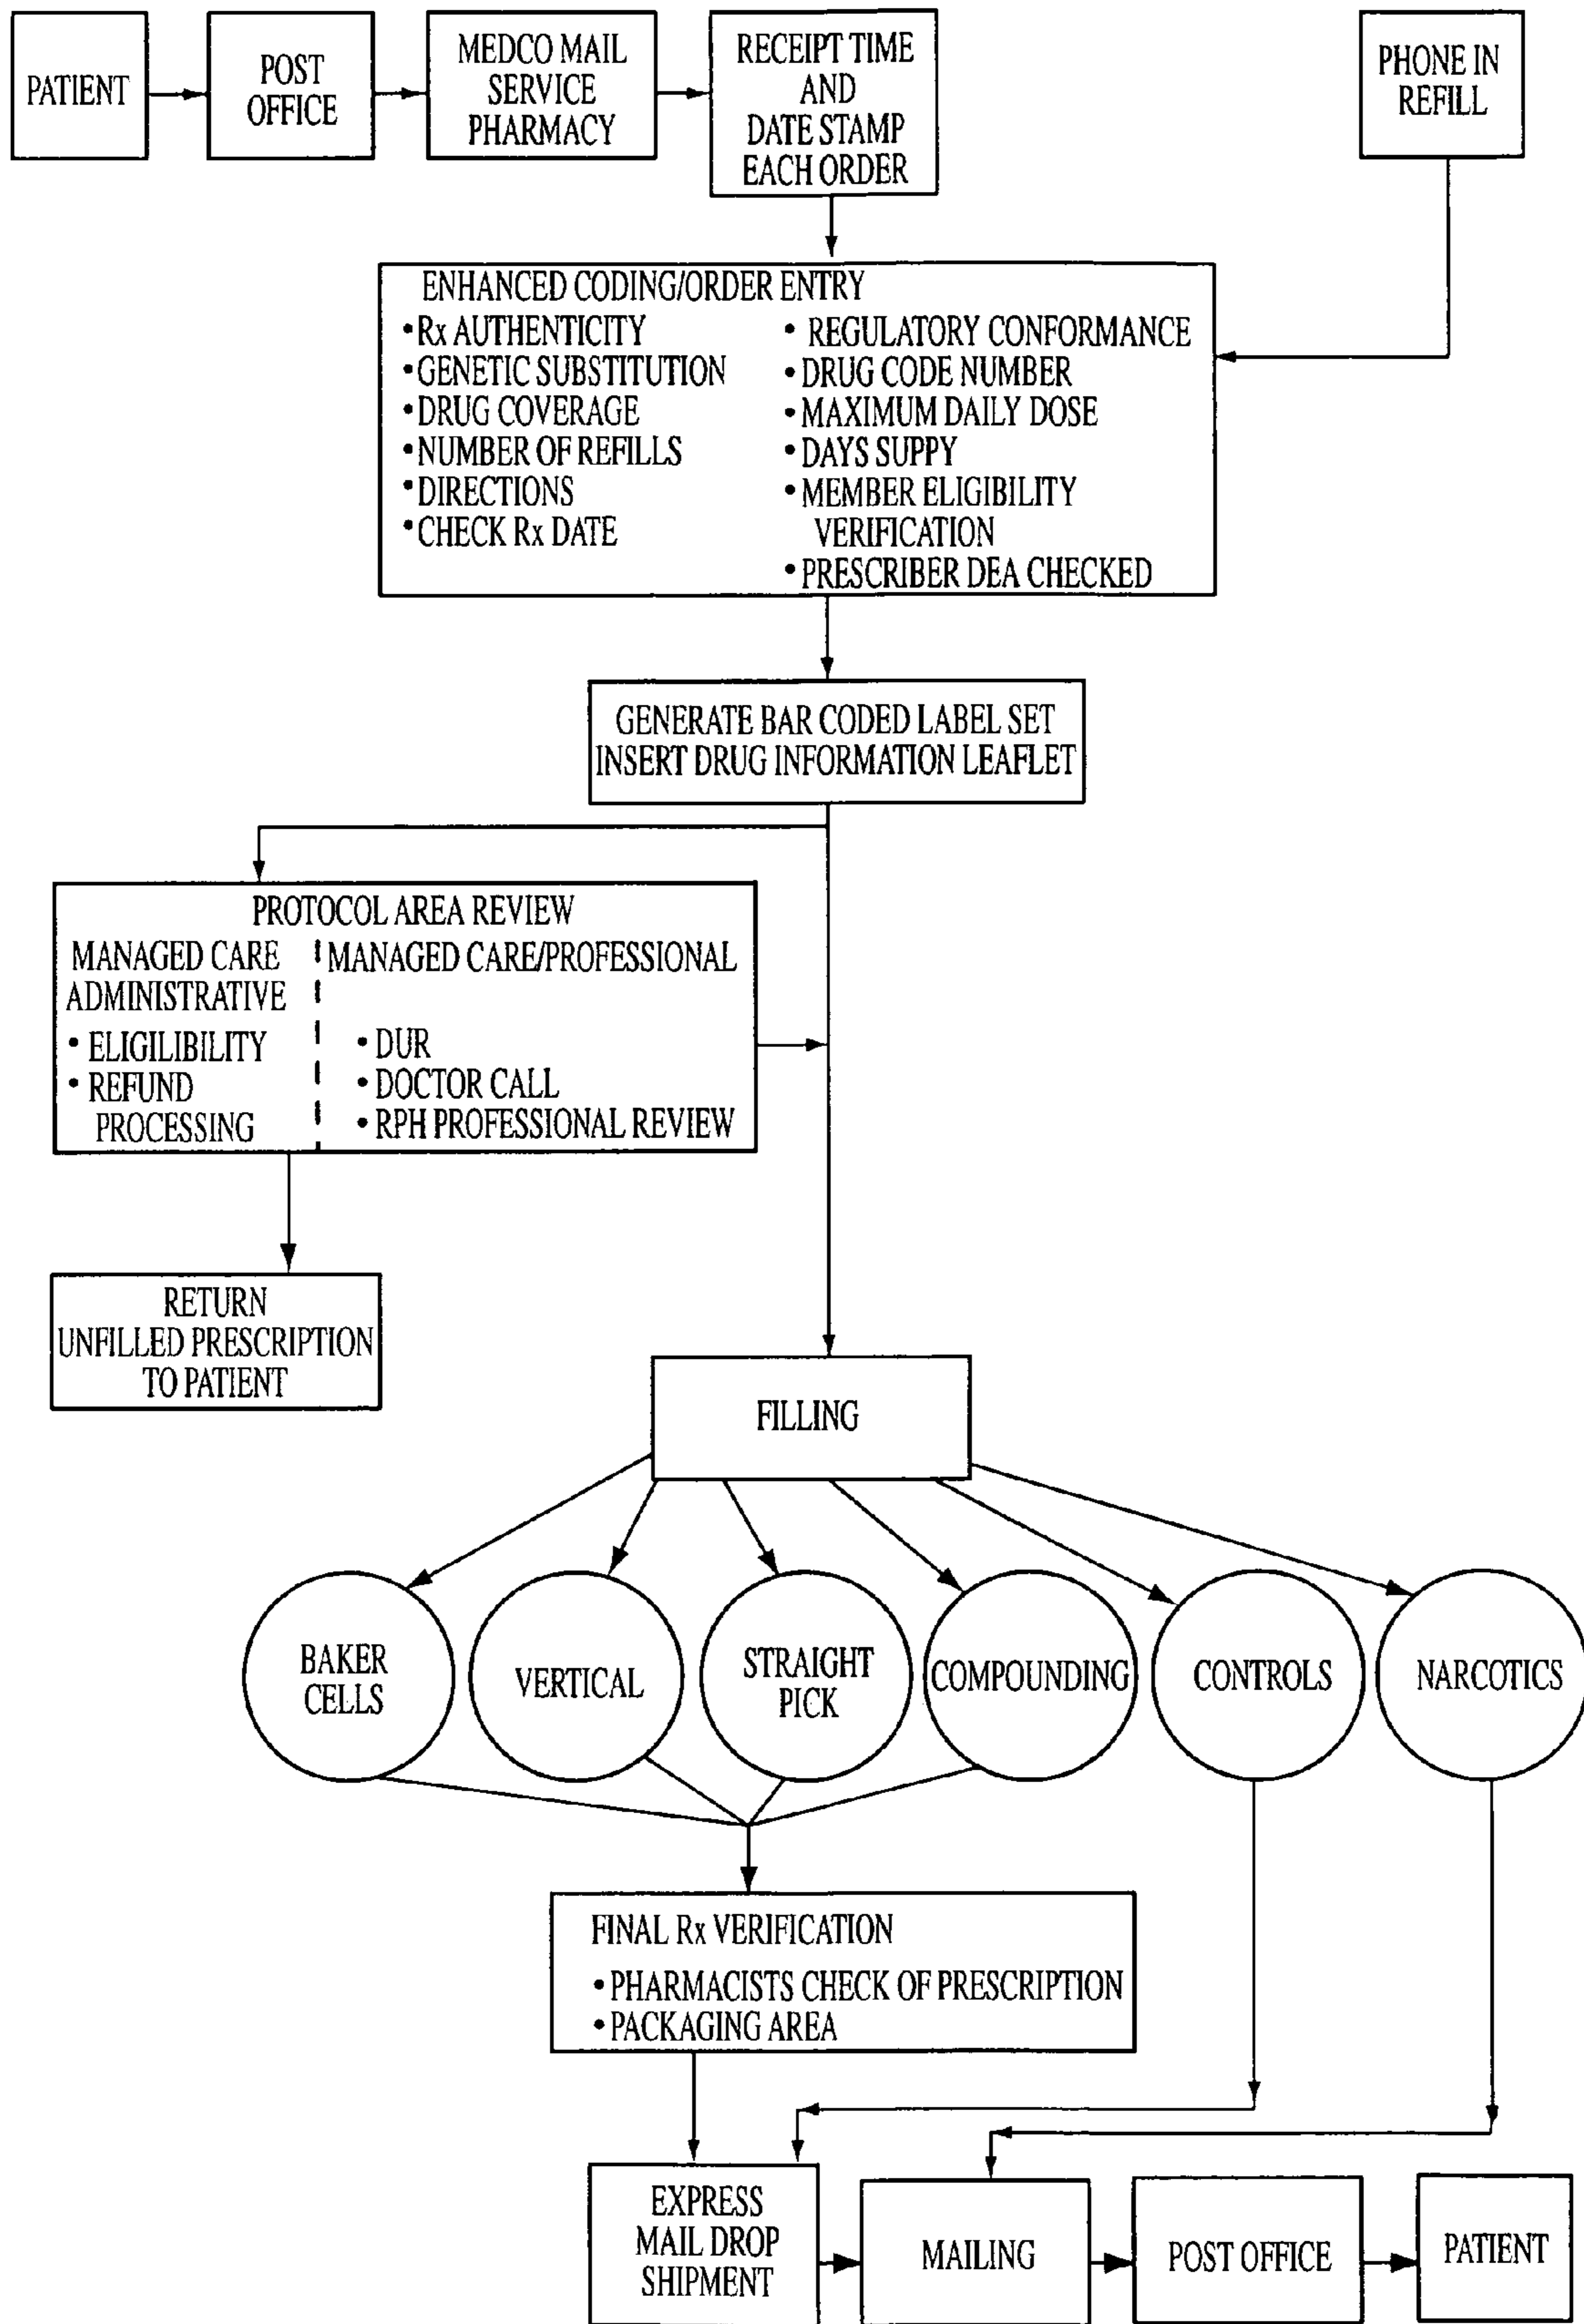 PATIENT
POST
OFFICE
MEDCO MAIL
SERVICE
PHARMACY
RECEIPT TIME
AND
DATE STAMP
EACH ORDER
PHONE IN
REFILL
ENHANCED CODING/ORDER ENTRY
•Rx AUTHENTICITY
•GENETIC SUBSTITUTION
•DRUG COVERAGE
•NUMBER OF REFILLS
•DIRECTIONS
•CHECK Rx DATE
• REGULATORY CONFORMANCE
•DRUG CODE NUMBER
•MAXIMUM DAILY DOSE
•DAYS SUPPY
•MEMBER ELIGIBILITY
VERIFICATION
•PRESCRIBER DEA CHECKED
GENERATE BAR CODED LABEL SET
INSERT DRUG INFORMATION LEAFLET
PROTOCOL AREA REVIEW
MANAGED CARE
ADMINISTRATIVE
• ELIGILIBILITY
• REFUND
PROCESSING
MANAGED CARE/PROFESSIONAL
• DUR
• DOCTOR CALL
• RPH PROFESSIONAL REVIEW
RETURN
UNFILLED PRESCRIPTION
TO PATIENT
FILLING
BAKER
CELLS
VERTICAL
STRAIGHT
PICK
COMPOUNDING
CONTROLS
NARCOTICS
FINAL Rx VERIFICATION
•PHARMACISTS CHECK OF PRESCRIPTION
•PACKAGING AREA
EXPRESS
MAIL DROP
SHIPMENT
MAILING
POST OFFICE
PATIENT